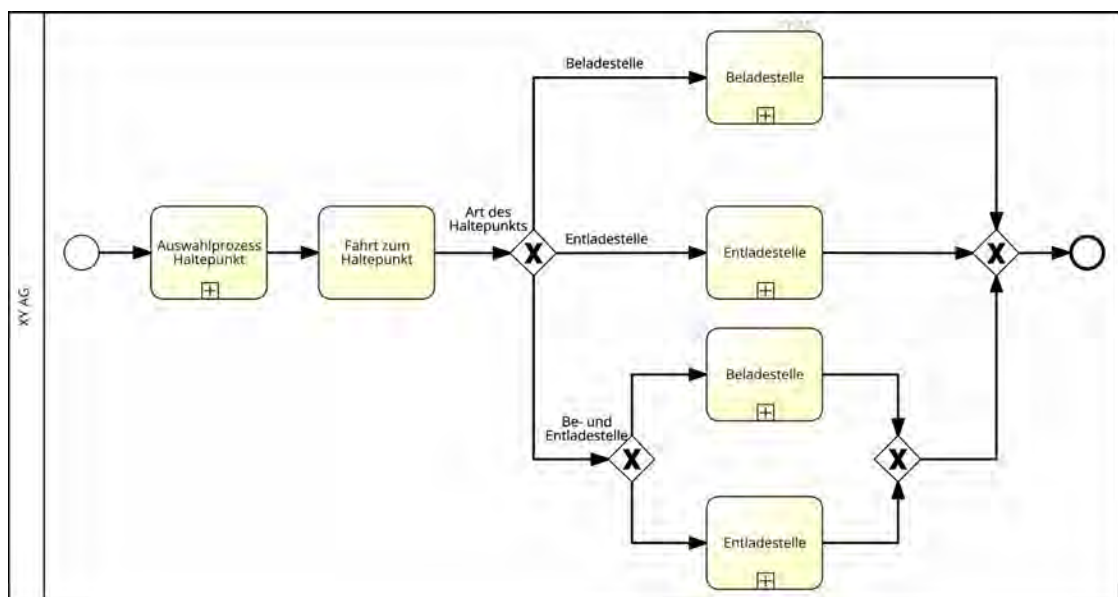 XY AG
Auswahlprozess
Haltepunkt
Fahrt zum
Haltepunkt
Art des
Haltepunkts
Beladestelle
Beladestelle
Entladestelle
Entladestelle
Be- und
Entladestelle
Beladestelle
Entladestelle